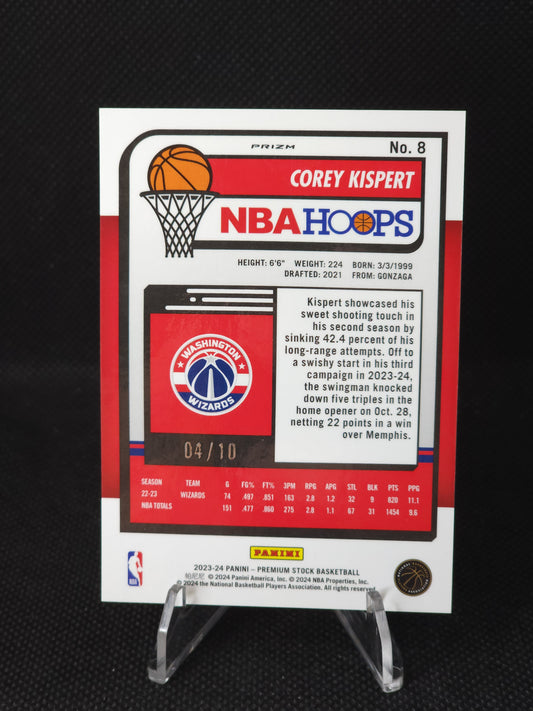 PRIZM
No. 8
COREY KISPERT
NBA HOOPS
HEIGHT: 6'6" WEIGHT: 224 BORN: 3/3/1999
DRAFTED: 2021 FROM: GONZAGA
Kispert showcased his
sweet shooting touch in
his second season by
sinking 42.4 percent of his
long-range attempts. Off to
a swishy start in his third
campaign in 2023-24,
the swingman knocked
down five triples in the
home opener on Oct. 28,
netting 22 points in a win
over Memphis.
WASHINGTON
WIZARDS
04/10
SEASON TEAM G FG% FT% 3PM RPG APG STL BLK PTS PPG
22-23 WIZARDS 74 .497 .851 163 2.8 1.2 32 9 820 11.1
NBA TOTALS 151 .477 .860 275 2.8 1.1 67 31 1454 9.6
PANINI
2023-24 PANINI – PREMIUM STOCK BASKETBALL
帕尼尼 © 2024 Panini America, Inc. © 2024 NBA Properties, Inc.
© 2024 the National Basketball Players Association. All rights reserved.